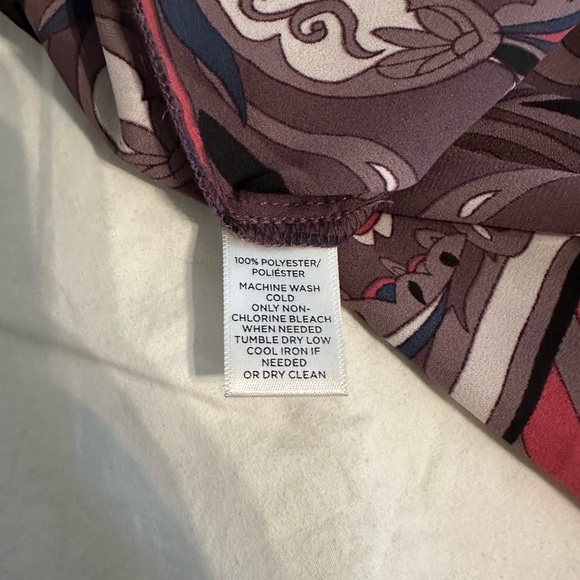 100% POLYESTER/
POLIÉSTER
MACHINE WASH
COLD
ONLY NON-
CHLORINE BLEACH
WHEN NEEDED
TUMBLE DRY LOW
COOL IRON IF
NEEDED
OR DRY CLEAN